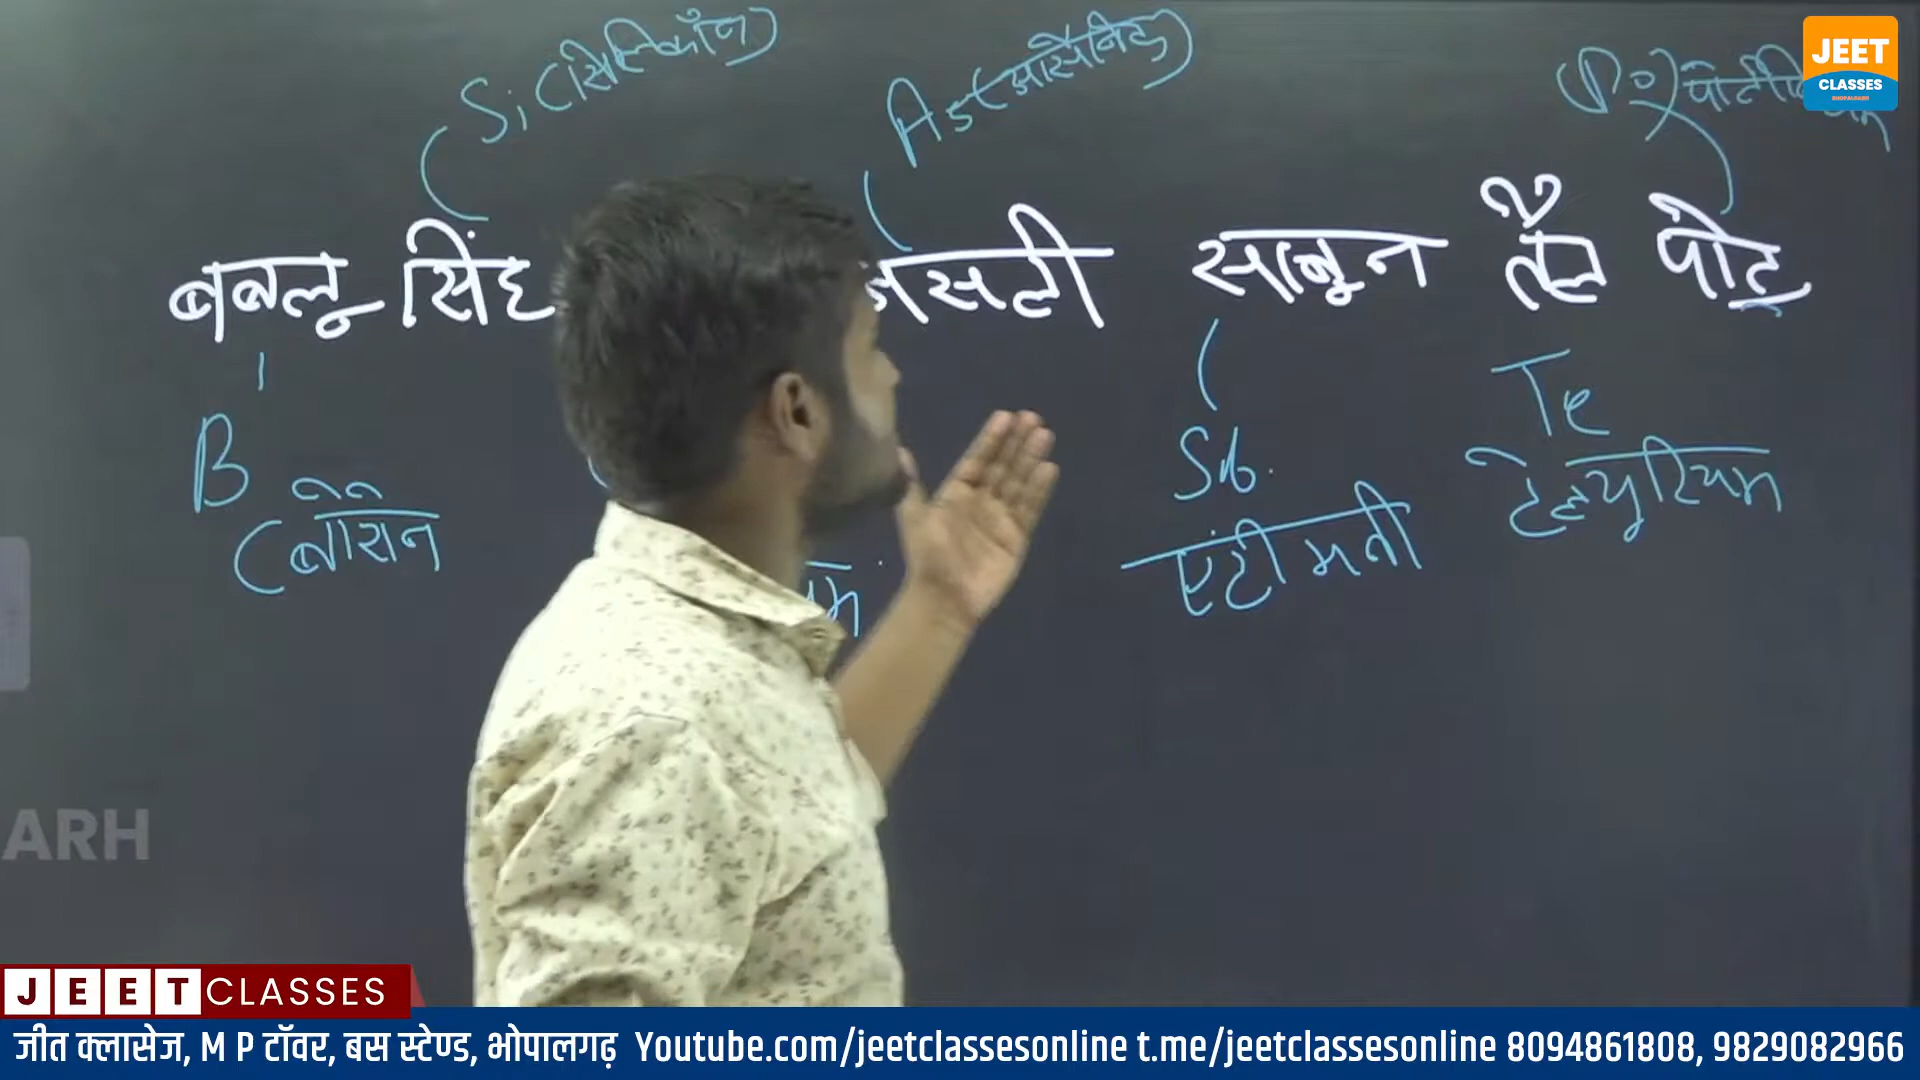 Si (सिलिकॉन)
As (आर्सेनिक)
(Po)
JEET
CLASSES
बबलू सिंह
साबुन तेल पोट
B
(बोरोन
Sb.
एंटीमनी
Te
टेल्युरियम
ARH
JEET CLASSES
जीत क्लासेज, M P टॉवर, बस स्टेण्ड, भोपालगढ़ Youtube.com/jeetclassesonline t.me/jeetclassesonline 8094861808, 9829082966